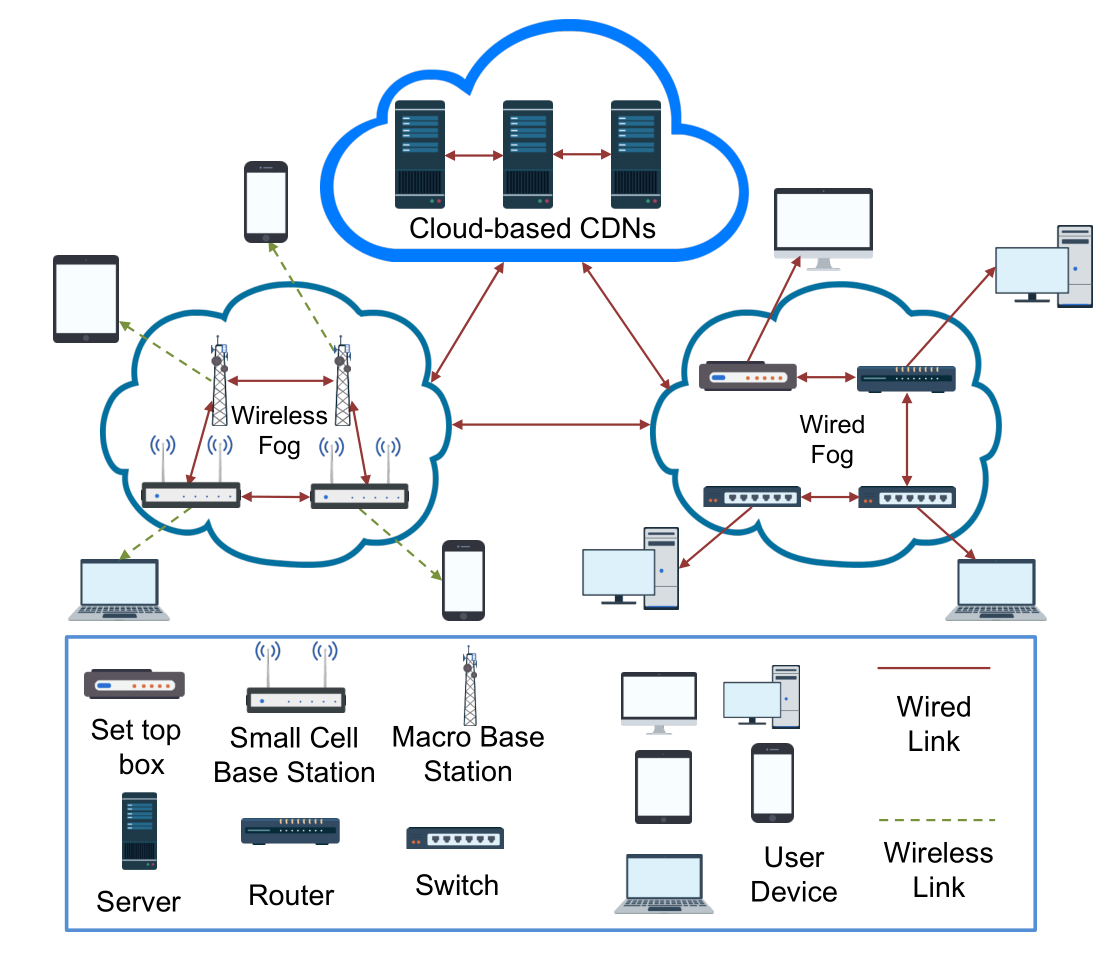 Cloud-based CDNs
Wireless
Fog
Wired
Fog
Set top
box
Small Cell
Base Station
Macro Base
Station
Wired
Link
Server
Router
Switch
User
Device
Wireless
Link